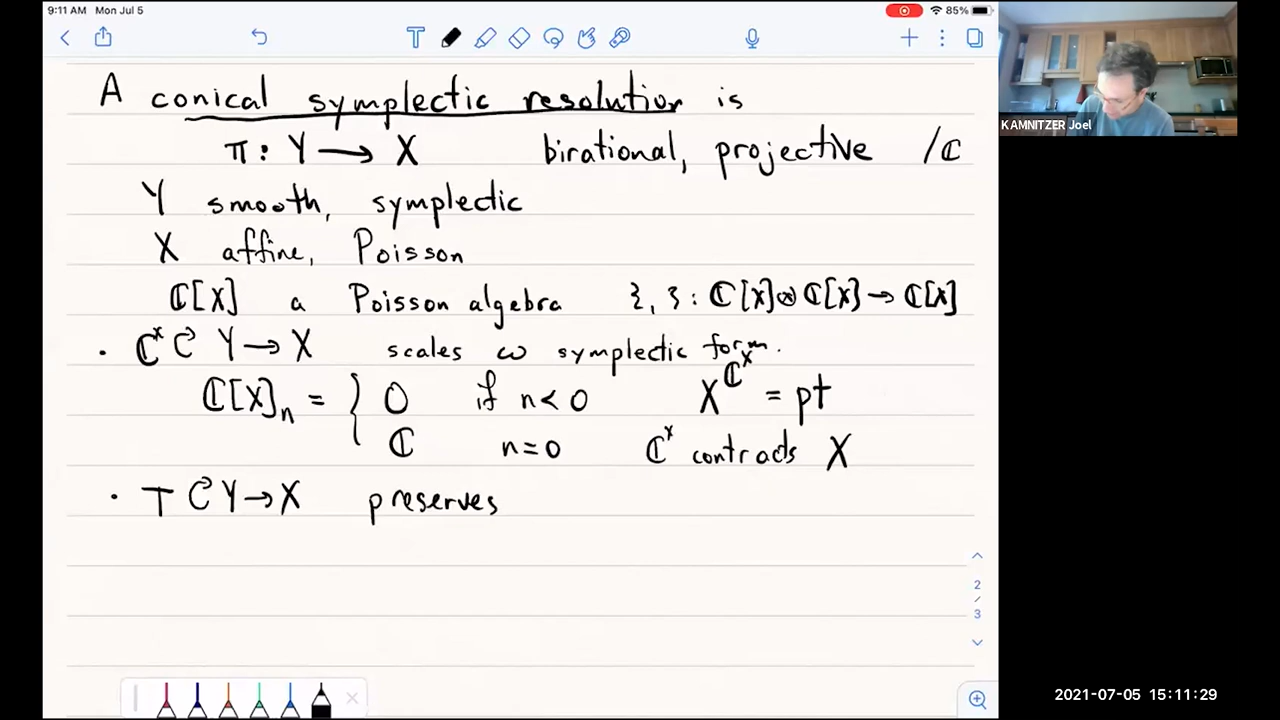 9:11 AM Mon Jul 5
85%
A conical symplectic resolution is
π: Y → X birational, projective /ℂ
Y smooth, symplectic
X affine, Poisson
ℂ[X] a Poisson algebra {, }: ℂ[X]⊗ℂ[X] → ℂ[X]
· ℂ^× ↻ Y → X scales ω symplectic form.
ℂ[X]_n = { 0 if n<0 X^{ℂ^×} = pt
ℂ n=0 ℂ^× contracts X
· T ↻ Y → X preserves
2
/
3
KAMNITZER Joel
2021-07-05 15:11:29